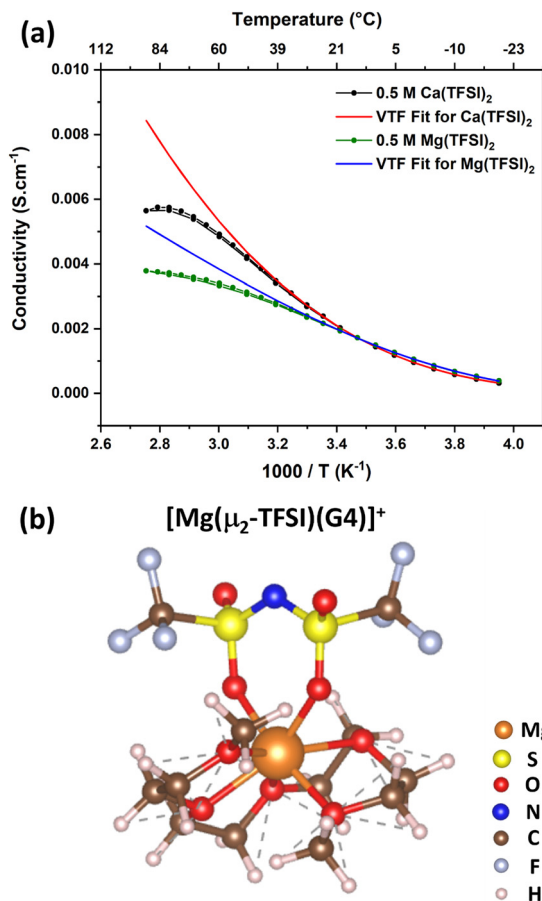 (a)
Temperature (°C)
112 84 60 39 21 5 -10 -23
0.010
0.008
0.006
0.004
0.002
0.000
Conductivity (S.cm⁻¹)
0.5 M Ca(TFSI)₂
VTF Fit for Ca(TFSI)₂
0.5 M Mg(TFSI)₂
VTF Fit for Mg(TFSI)₂
2.6 2.8 3.0 3.2 3.4 3.6 3.8 4.0
1000 / T (K⁻¹)
(b)
[Mg(μ₂-TFSI)(G4)]⁺
Mg
S
O
N
C
F
H